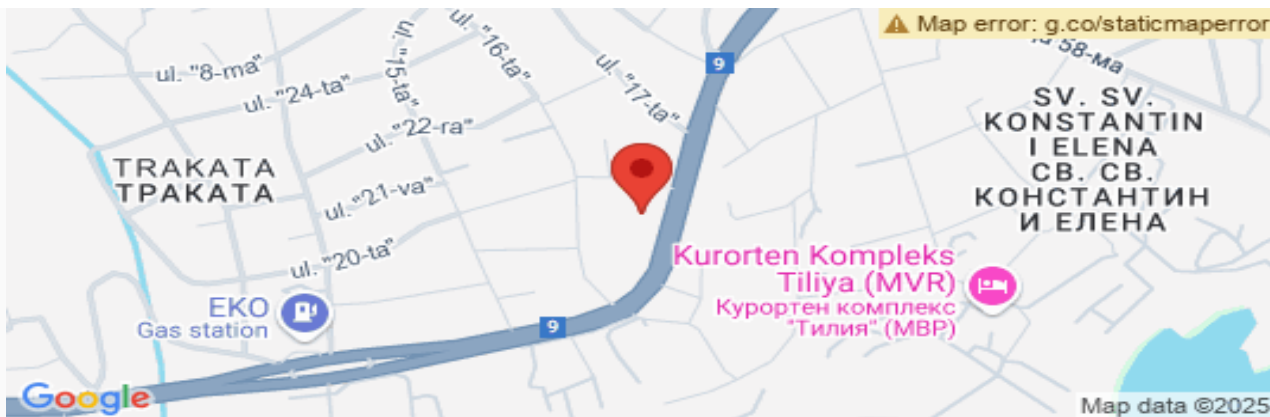 Map error: g.co/staticmaperror
ul. "8-ma"
ul. "24-ta"
ul. "15-ta"
ul. "16-ta"
ul. "17-ta"
9
58-ма
SV. SV.
KONSTANTIN
I ELENA
СВ. СВ.
КОНСТАНТИН
И ЕЛЕНА
ul. "22-ra"
TRAKATA
ТРАКАТА
ul. "21-va"
ul. "20-ta"
Kurorten Kompleks
Tiliya (MVR)
Курортен комплекс
"Тилия" (МВР)
EKO
Gas station
9
Google
Map data ©2025